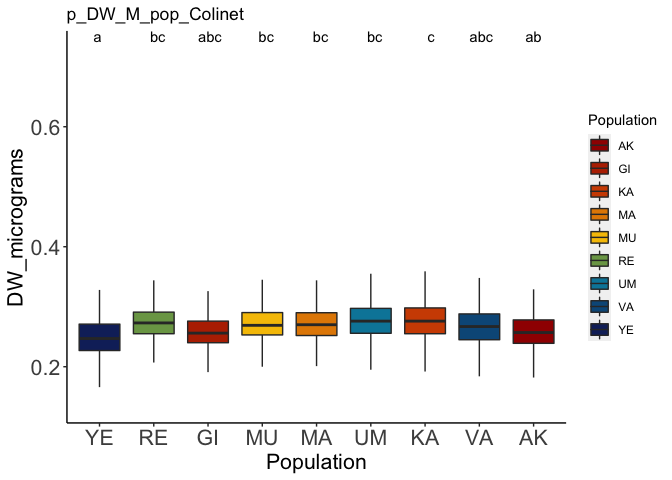 p_DW_M_pop_Colinet
a bc abc bc bc bc c abc ab
DW_micrograms
0.6
0.4
0.2
YE RE GI MU MA UM KA VA AK
Population
Population
AK
GI
KA
MA
MU
RE
UM
VA
YE